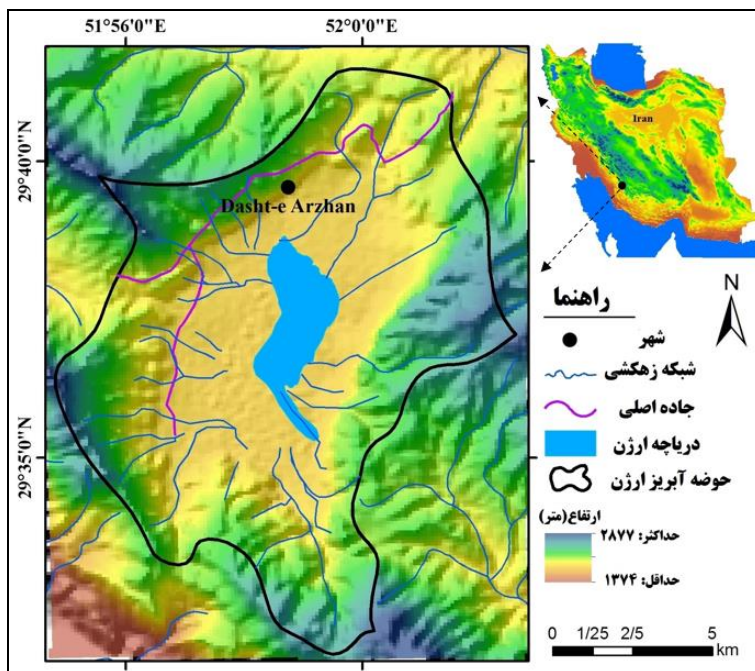 51°56'0"E
52°0'0"E
29°40'0"N
29°35'0"N
Dasht-e Arzhan
Iran
N
راهنما
شهر
شبکه زهکشی
جاده اصلی
دریاچه ارژن
حوضه آبریز ارژن
ارتفاع(متر)
حداکثر: ۲۸۷۷
حداقل: ۱۳۷۴
0 1/25 2/5 5
km